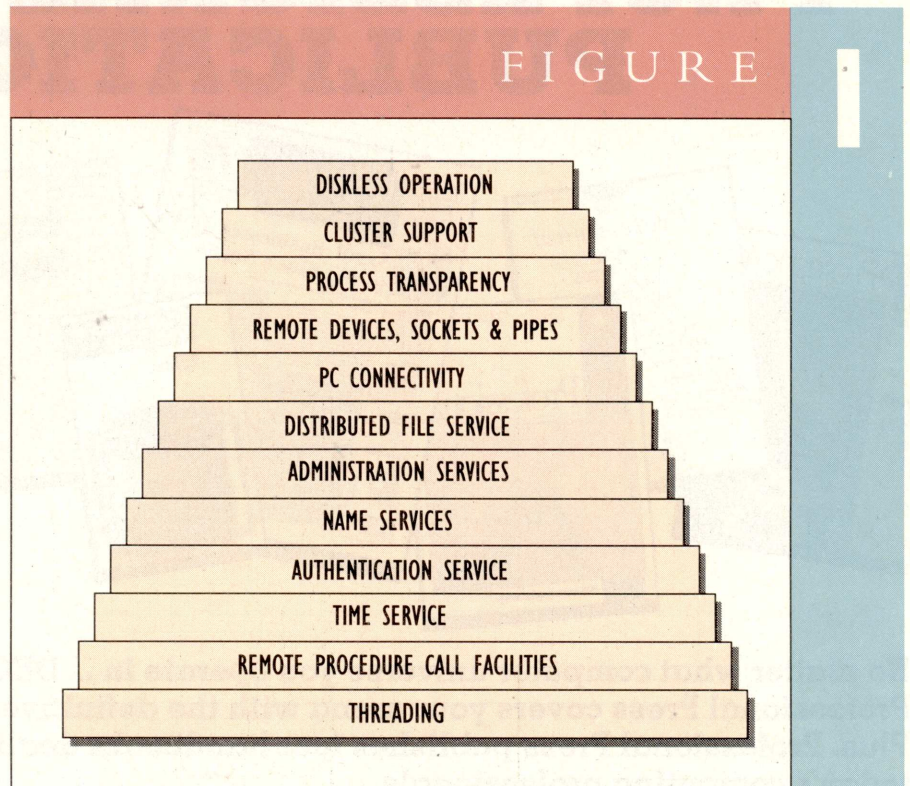 FIGURE
1
DISKLESS OPERATION
CLUSTER SUPPORT
PROCESS TRANSPARENCY
REMOTE DEVICES, SOCKETS & PIPES
PC CONNECTIVITY
DISTRIBUTED FILE SERVICE
ADMINISTRATION SERVICES
NAME SERVICES
AUTHENTICATION SERVICE
TIME SERVICE
REMOTE PROCEDURE CALL FACILITIES
THREADING